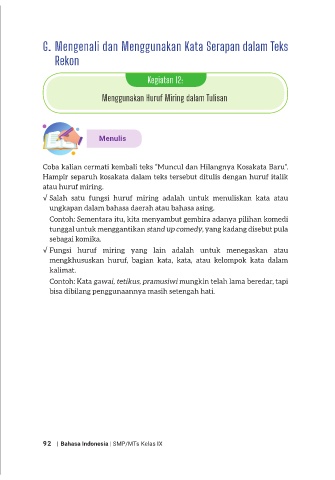 G. Mengenali dan Menggunakan Kata Serapan dalam Teks
Rekon
Kegiatan 12:
Menggunakan Huruf Miring dalam Tulisan
Menulis
Coba kalian cermati kembali teks "Muncul dan Hilangnya Kosakata Baru".
Hampir separuh kosakata dalam teks tersebut ditulis dengan huruf italik
atau huruf miring.
√ Salah satu fungsi huruf miring adalah untuk menuliskan kata atau
ungkapan dalam bahasa daerah atau bahasa asing.
Contoh: Sementara itu, kita menyambut gembira adanya pilihan komedi
tunggal untuk menggantikan stand up comedy, yang kadang disebut pula
sebagai komika.
√ Fungsi huruf miring yang lain adalah untuk menegaskan atau
mengkhususkan huruf, bagian kata, kata, atau kelompok kata dalam
kalimat.
Contoh: Kata gawai, tetikus, pramusiwi mungkin telah lama beredar, tapi
bisa dibilang penggunaannya masih setengah hati.
92 | Bahasa Indonesia | SMP/MTs Kelas IX